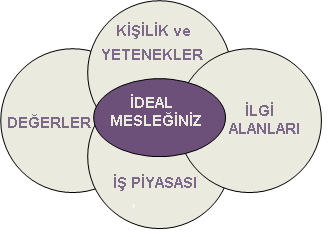 KİŞİLİK ve
YETENEKLER
DEĞERLER
İDEAL
MESLEĞİNİZ
İLGİ
ALANLARI
İŞ PİYASASI